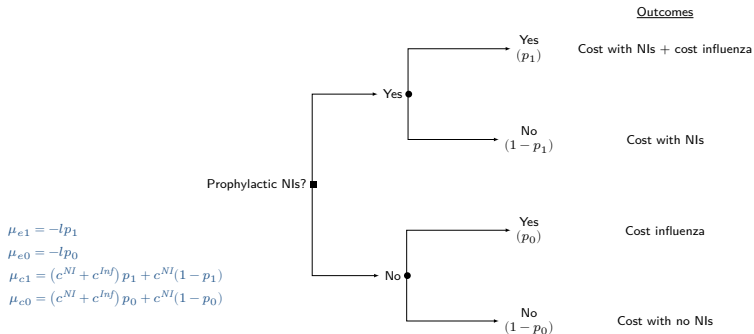 Outcomes
Yes
(p₁)
Cost with NIs + cost influenza
Yes
No
(1 − p₁)
Cost with NIs
Prophylactic NIs?
μₑ₁ = −lp₁
μₑ₀ = −lp₀
μ_c1 = (c^NI + c^Inf) p₁ + c^NI(1 − p₁)
μ_c0 = (c^NI + c^Inf) p₀ + c^NI(1 − p₀)
Yes
(p₀)
Cost influenza
No
No
(1 − p₀)
Cost with no NIs